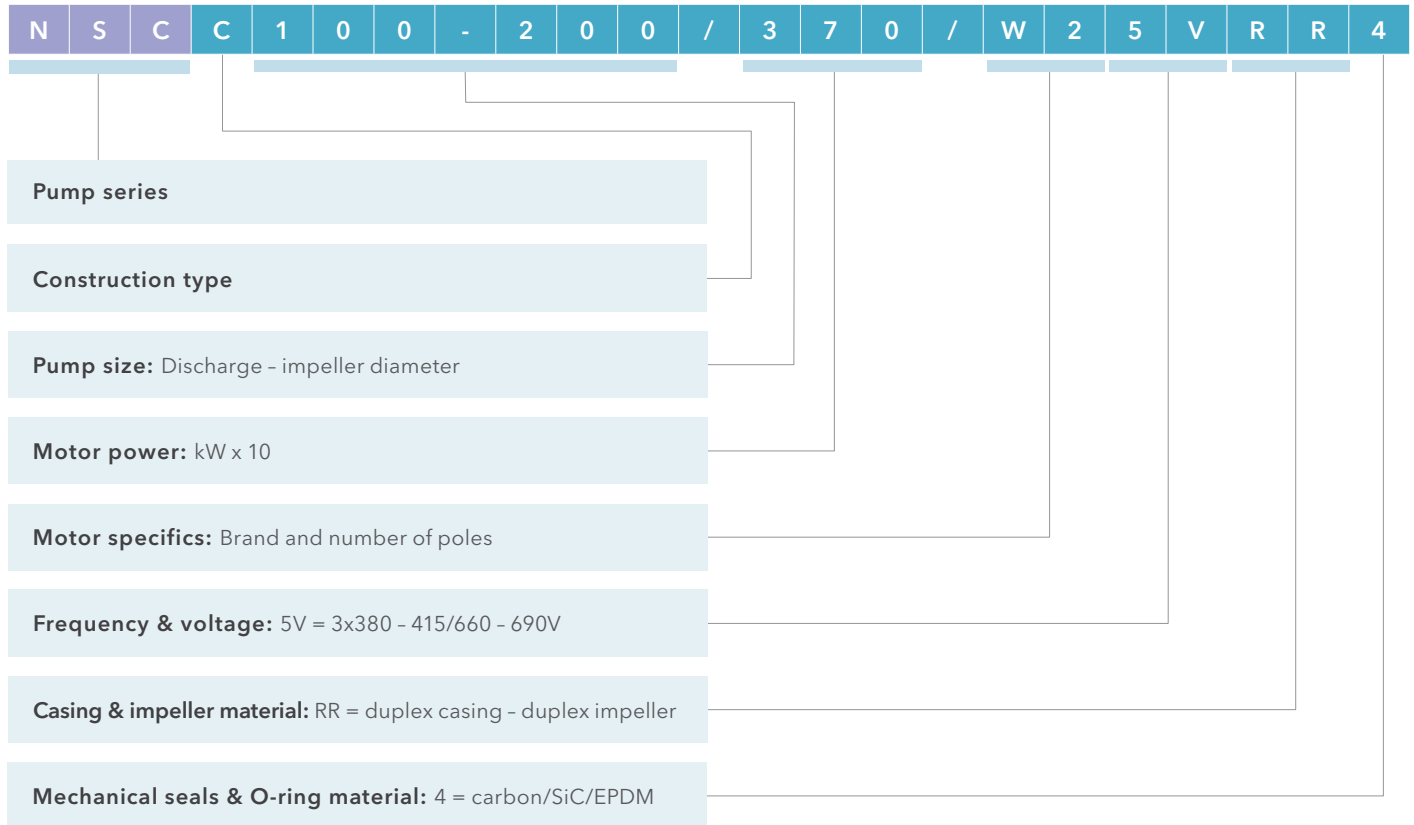 N S C C 1 0 0 - 2 0 0 / 3 7 0 / W 2 5 V R R 4
Pump series
Construction type
Pump size: Discharge – impeller diameter
Motor power: kW x 10
Motor specifics: Brand and number of poles
Frequency & voltage: 5V = 3x380 – 415/660 – 690V
Casing & impeller material: RR = duplex casing – duplex impeller
Mechanical seals & O-ring material: 4 = carbon/SiC/EPDM